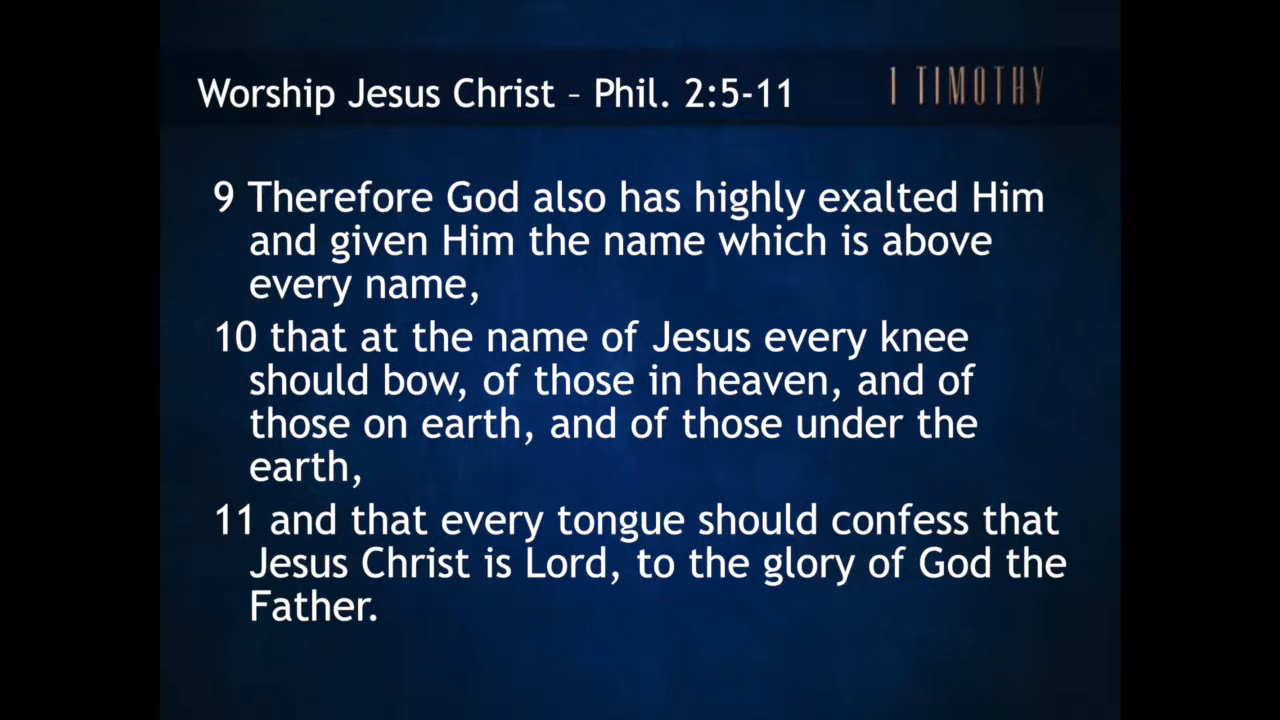 Worship Jesus Christ – Phil. 2:5-11
1 TIMOTHY
9 Therefore God also has highly exalted Him
and given Him the name which is above
every name,
10 that at the name of Jesus every knee
should bow, of those in heaven, and of
those on earth, and of those under the
earth,
11 and that every tongue should confess that
Jesus Christ is Lord, to the glory of God the
Father.